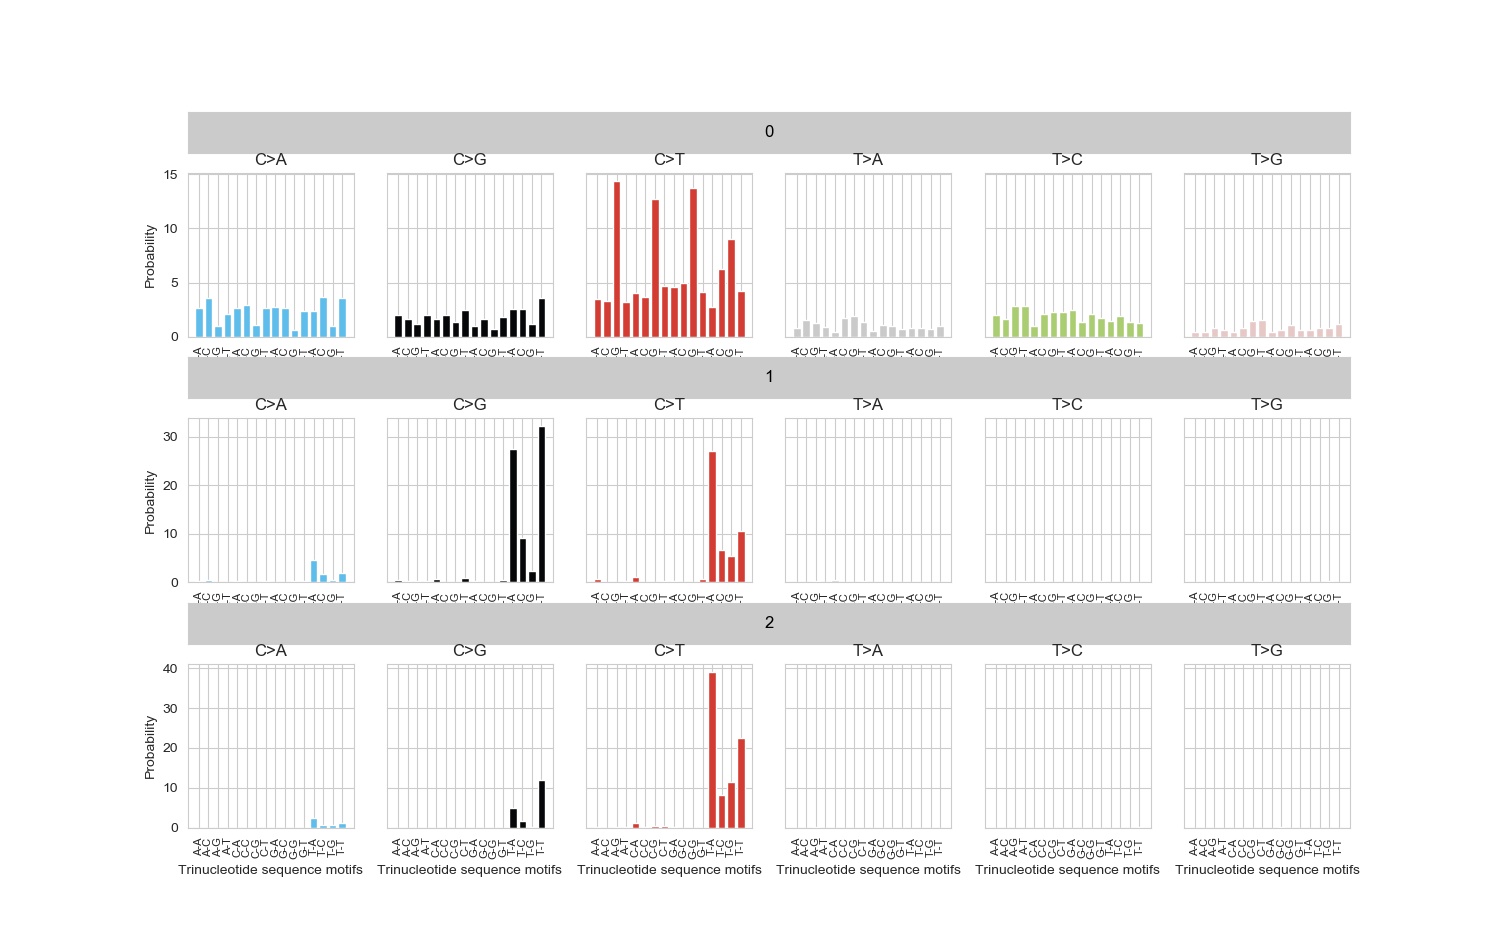 0
C>A C>G C>T T>A T>C T>G
15
10
5
0
Probability
1
C>A C>G C>T T>A T>C T>G
30
20
10
0
Probability
2
C>A C>G C>T T>A T>C T>G
40
30
20
10
0
Probability
A-A A-C A-G A-T C-A C-C C-G C-T G-A G-C G-G G-T T-A T-C T-G T-T
A-A A-C A-G A-T C-A C-C C-G C-T G-A G-C G-G G-T T-A T-C T-G T-T
A-A A-C A-G A-T C-A C-C C-G C-T G-A G-C G-G G-T T-A T-C T-G T-T
A-A A-C A-G A-T C-A C-C C-G C-T G-A G-C G-G G-T T-A T-C T-G T-T
A-A A-C A-G A-T C-A C-C C-G C-T G-A G-C G-G G-T T-A T-C T-G T-T
A-A A-C A-G A-T C-A C-C C-G C-T G-A G-C G-G G-T T-A T-C T-G T-T
Trinucleotide sequence motifs Trinucleotide sequence motifs Trinucleotide sequence motifs Trinucleotide sequence motifs Trinucleotide sequence motifs Trinucleotide sequence motifs